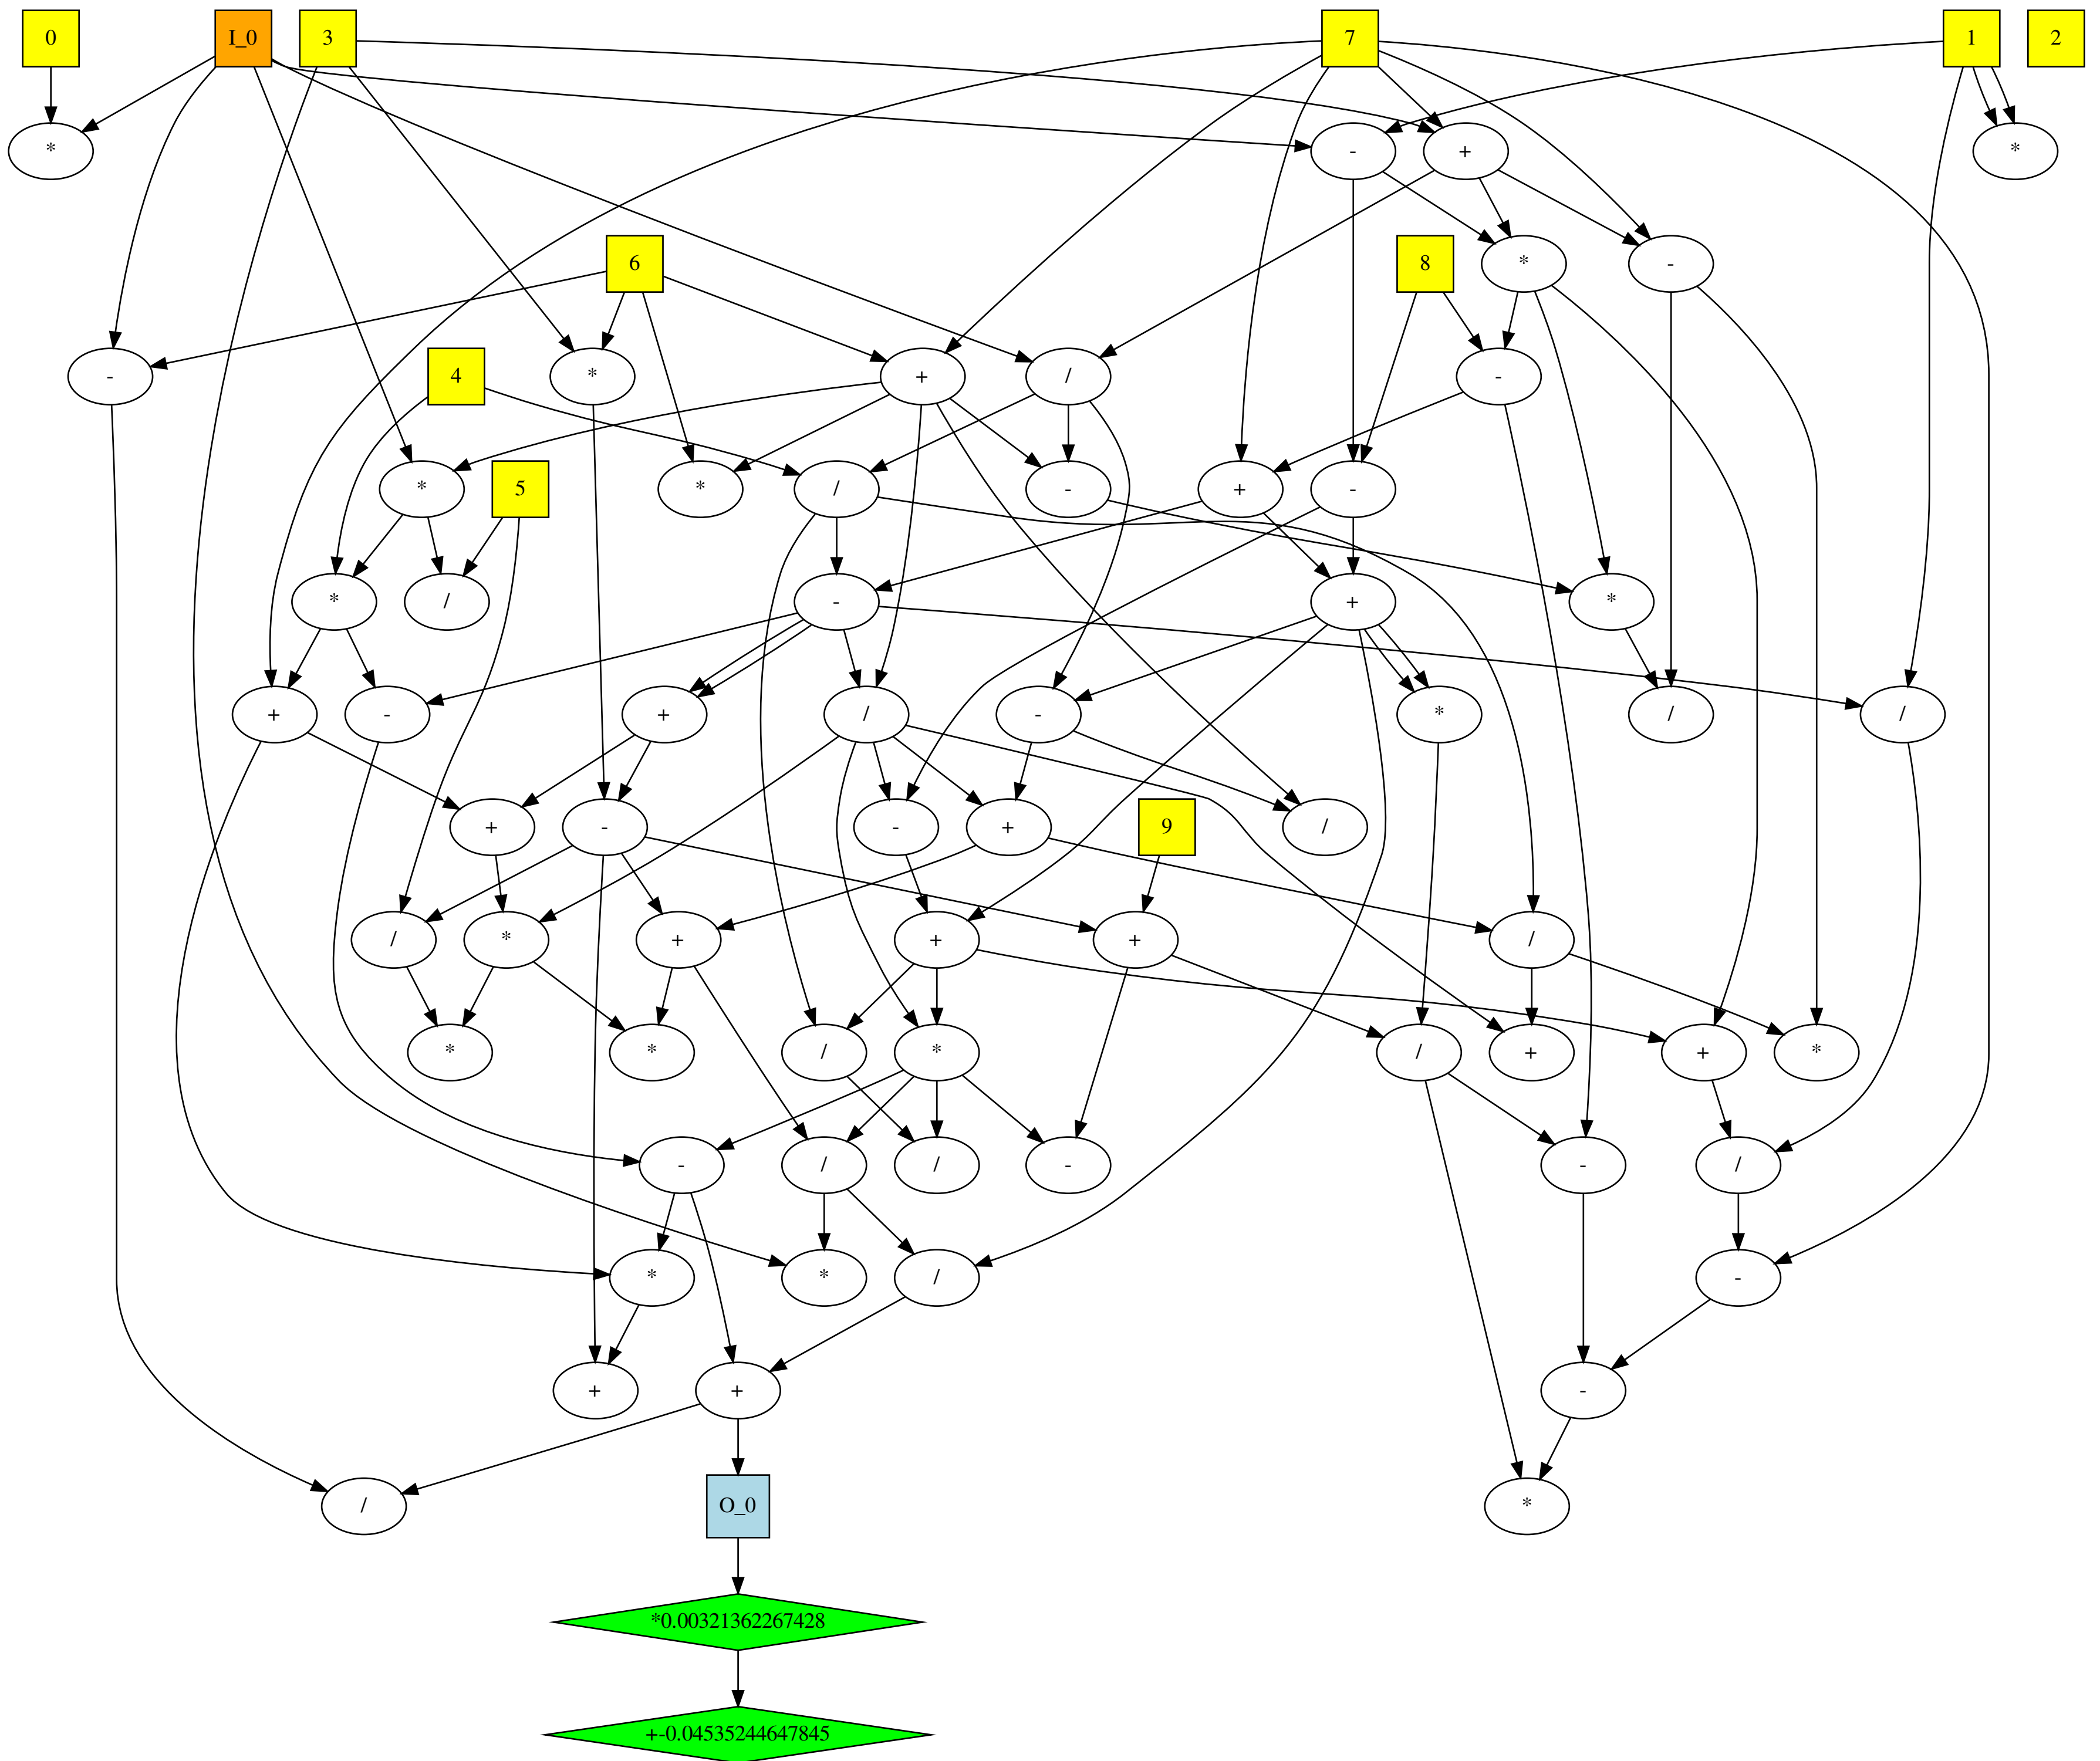 0 I_0 3 7 1 2
* - +
*
6 8 * -
4
- * + / -
5
* * / - + -
* / - + *
+ - + / - * / /
+ - - + 9 /
/ * + + + /
* * / * / + + *
- / / - - /
* * / -
+ + -
/ O_0 *
*0.00321362267428
+-0.04535244647845